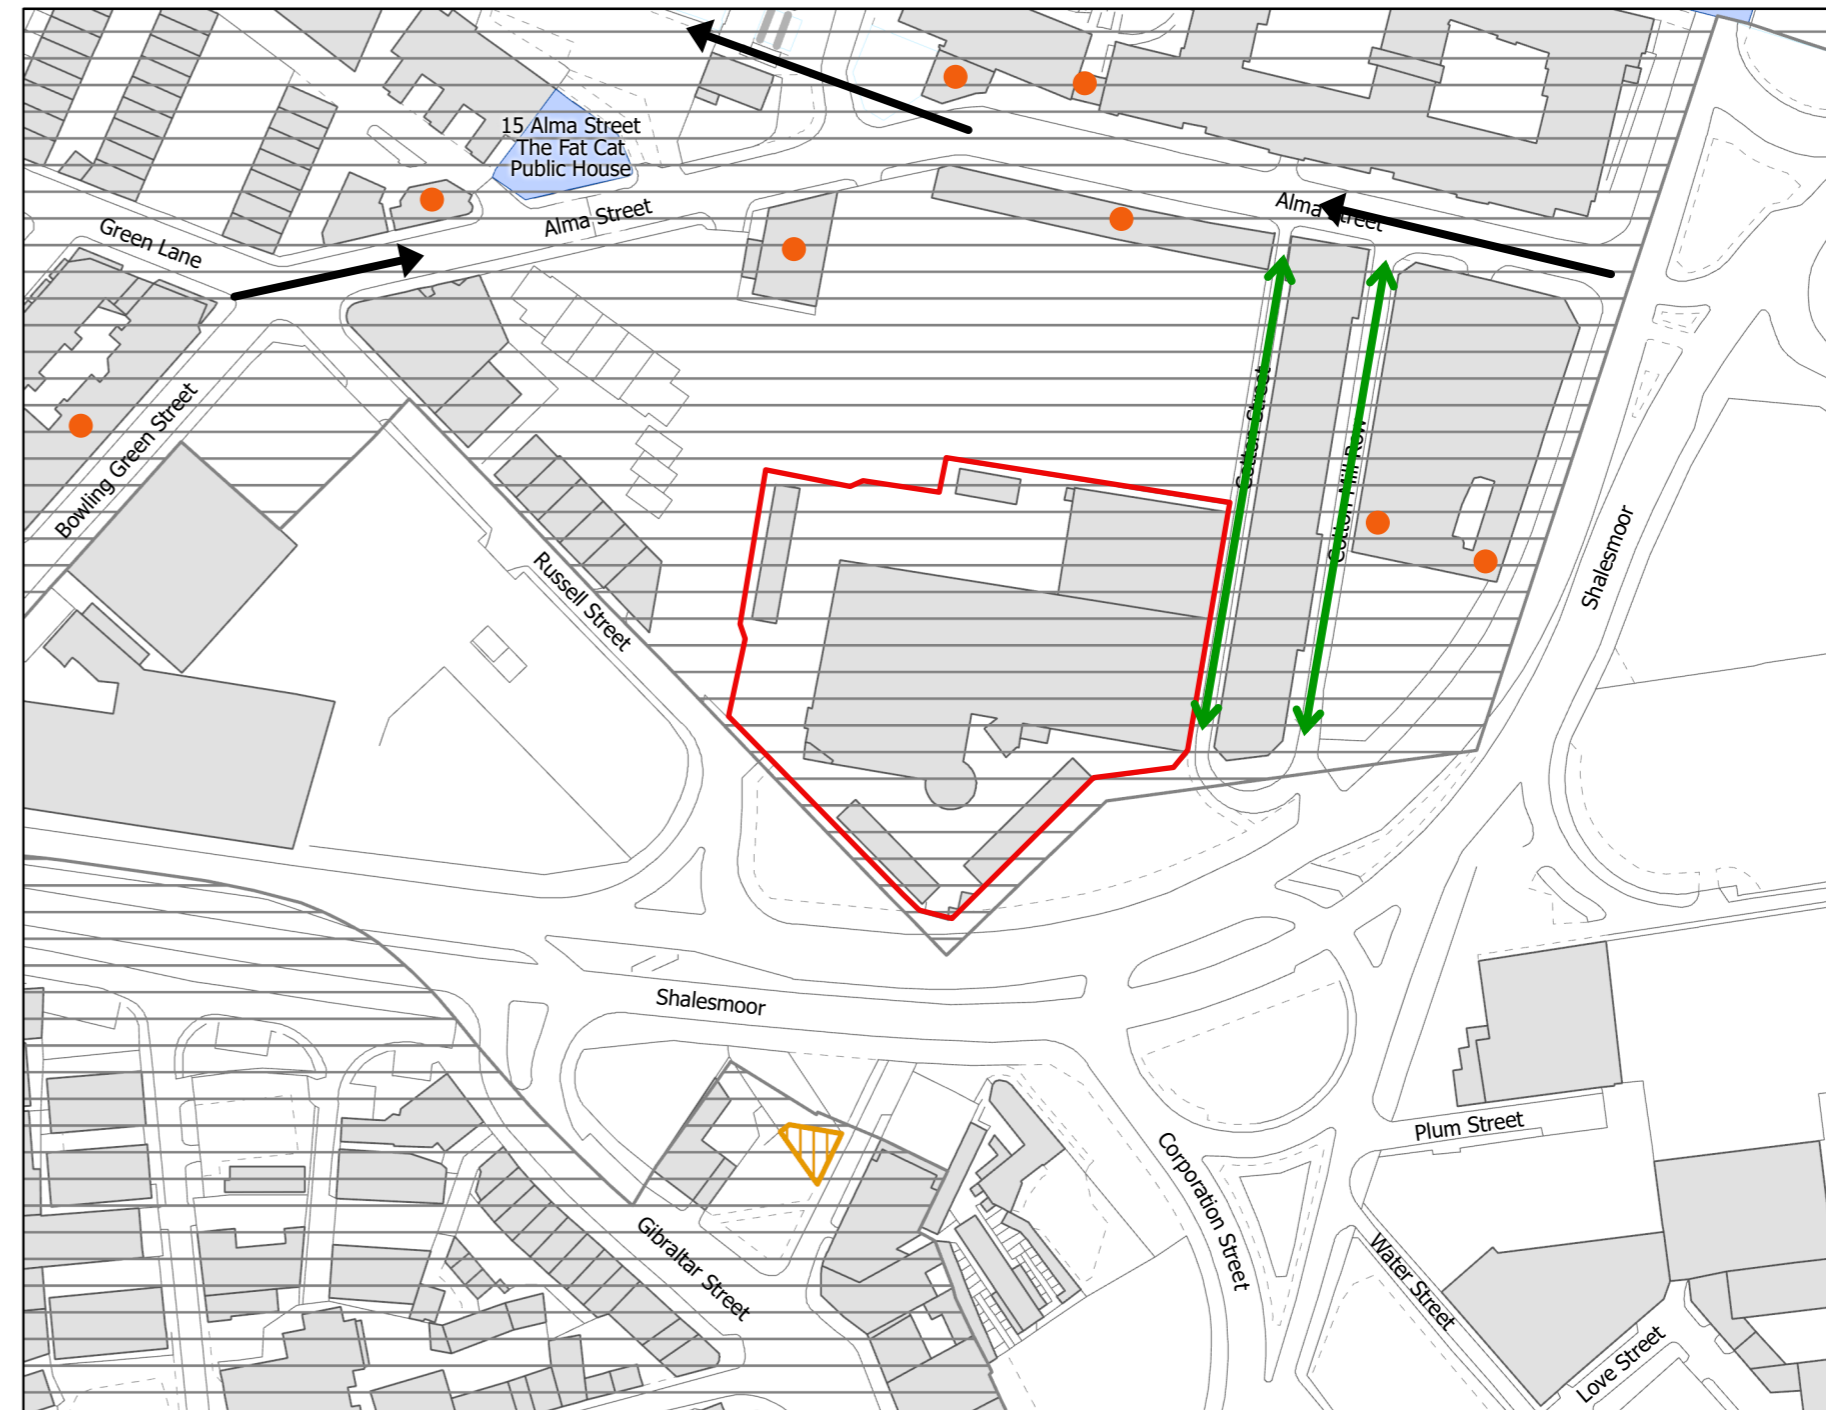 15 Alma Street
The Fat Cat
Public House
Alma Street
Alma Street
Green Lane
Bowling Green Street
Cotton Street
Cotton Mill Row
Russell Street
Shalesmoor
Shalesmoor
Gibraltar Street
Corporation Street
Plum Street
Water Street
Love Street